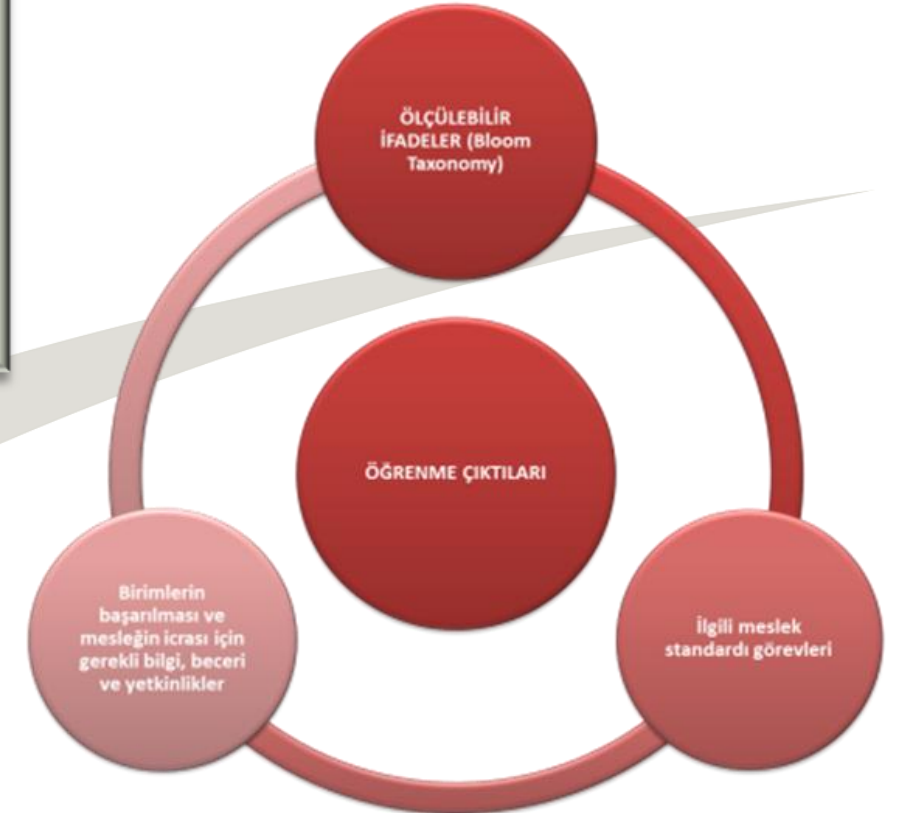 ÖLÇÜLEBİLİR
İFADELER (Bloom
Taxonomy)
ÖĞRENME ÇIKTILARI
Birimlerin
başarılması ve
mesleğin icrası için
gerekli bilgi, beceri
ve yetkinlikler
İlgili meslek
standardı görevleri